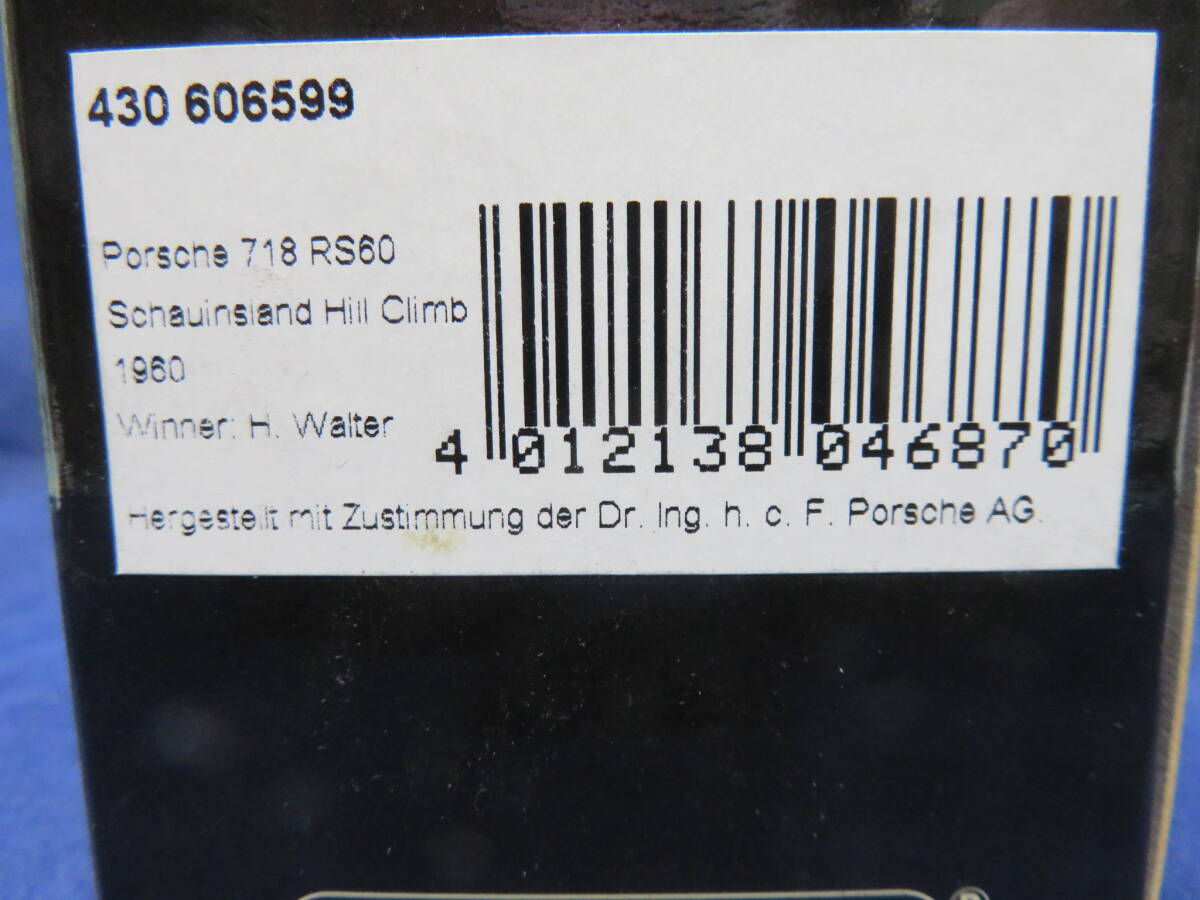 430 606599
Porsche 718 RS60
Schauinsland Hill Climb
1960
Winner: H. Walter
4 012138 046870
Hergestellt mit Zustimmung der Dr. Ing. h. c. F. Porsche AG.
®